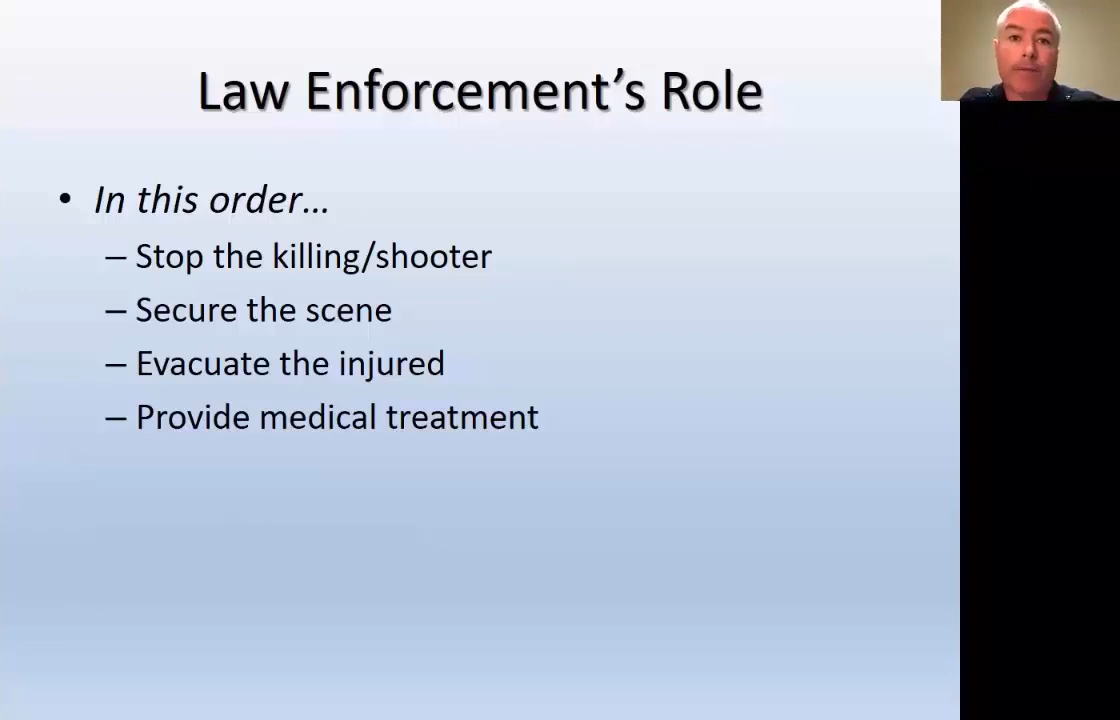 Law Enforcement’s Role
• In this order…
– Stop the killing/shooter
– Secure the scene
– Evacuate the injured
– Provide medical treatment